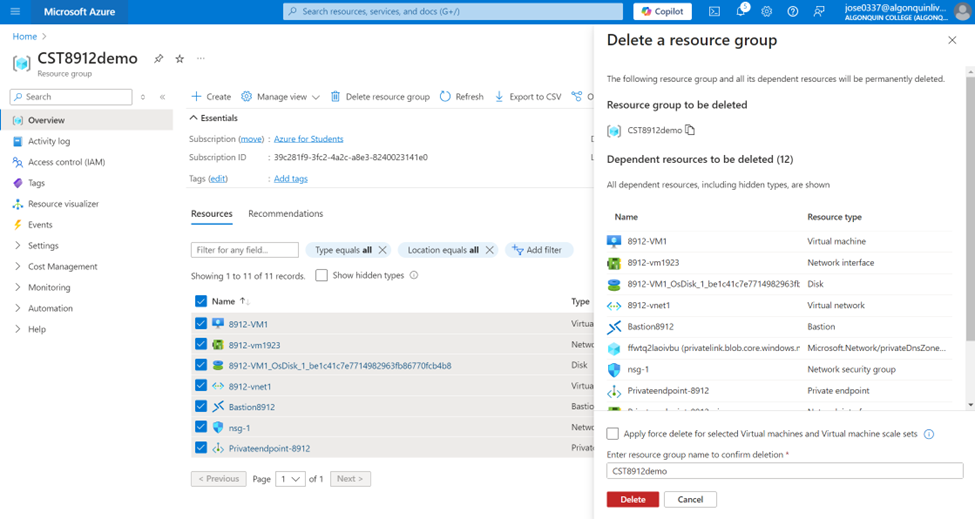 Microsoft Azure
Search resources, services, and docs (G+/)
Copilot
5
jose0337@algonquinliv...
ALGONQUIN COLLEGE (ALGONQ...
Home
CST8912demo
Resource group
Search
Overview
Activity log
Access control (IAM)
Tags
Resource visualizer
Events
Settings
Cost Management
Monitoring
Automation
Help
Create
Manage view
Delete resource group
Refresh
Export to CSV
O
Essentials
Subscription (move) : Azure for Students
Subscription ID : 39c281f9-3fc2-4a2c-a8e3-8240023141e0
Tags (edit) : Add tags
Resources Recommendations
Filter for any field...
Type equals all
Location equals all
Add filter
Showing 1 to 11 of 11 records.
Show hidden types
Name Type
8912-VM1 Virtu
8912-vm1923 Netwo
8912-VM1_OsDisk_1_be1c41c7e7714982963fb86770fcb4b8 Disk
8912-vnet1 Virtu
Bastion8912 Bastio
nsg-1 Netwo
Privateendpoint-8912 Private
< Previous Page 1 of 1 Next >
Delete a resource group
The following resource group and all its dependent resources will be permanently deleted.
Resource group to be deleted
CST8912demo
Dependent resources to be deleted (12)
All dependent resources, including hidden types, are shown
Name Resource type
8912-VM1 Virtual machine
8912-vm1923 Network interface
8912-VM1_OsDisk_1_be1c41c7e7714982963fb Disk
8912-vnet1 Virtual network
Bastion8912 Bastion
ffwtq2laoivbu (privatelink.blob.core.windows.r Microsoft.Network/privateDnsZone...
nsg-1 Network security group
Privateendpoint-8912 Private endpoint
Apply force delete for selected Virtual machines and Virtual machine scale sets
Enter resource group name to confirm deletion *
CST8912demo
Delete Cancel